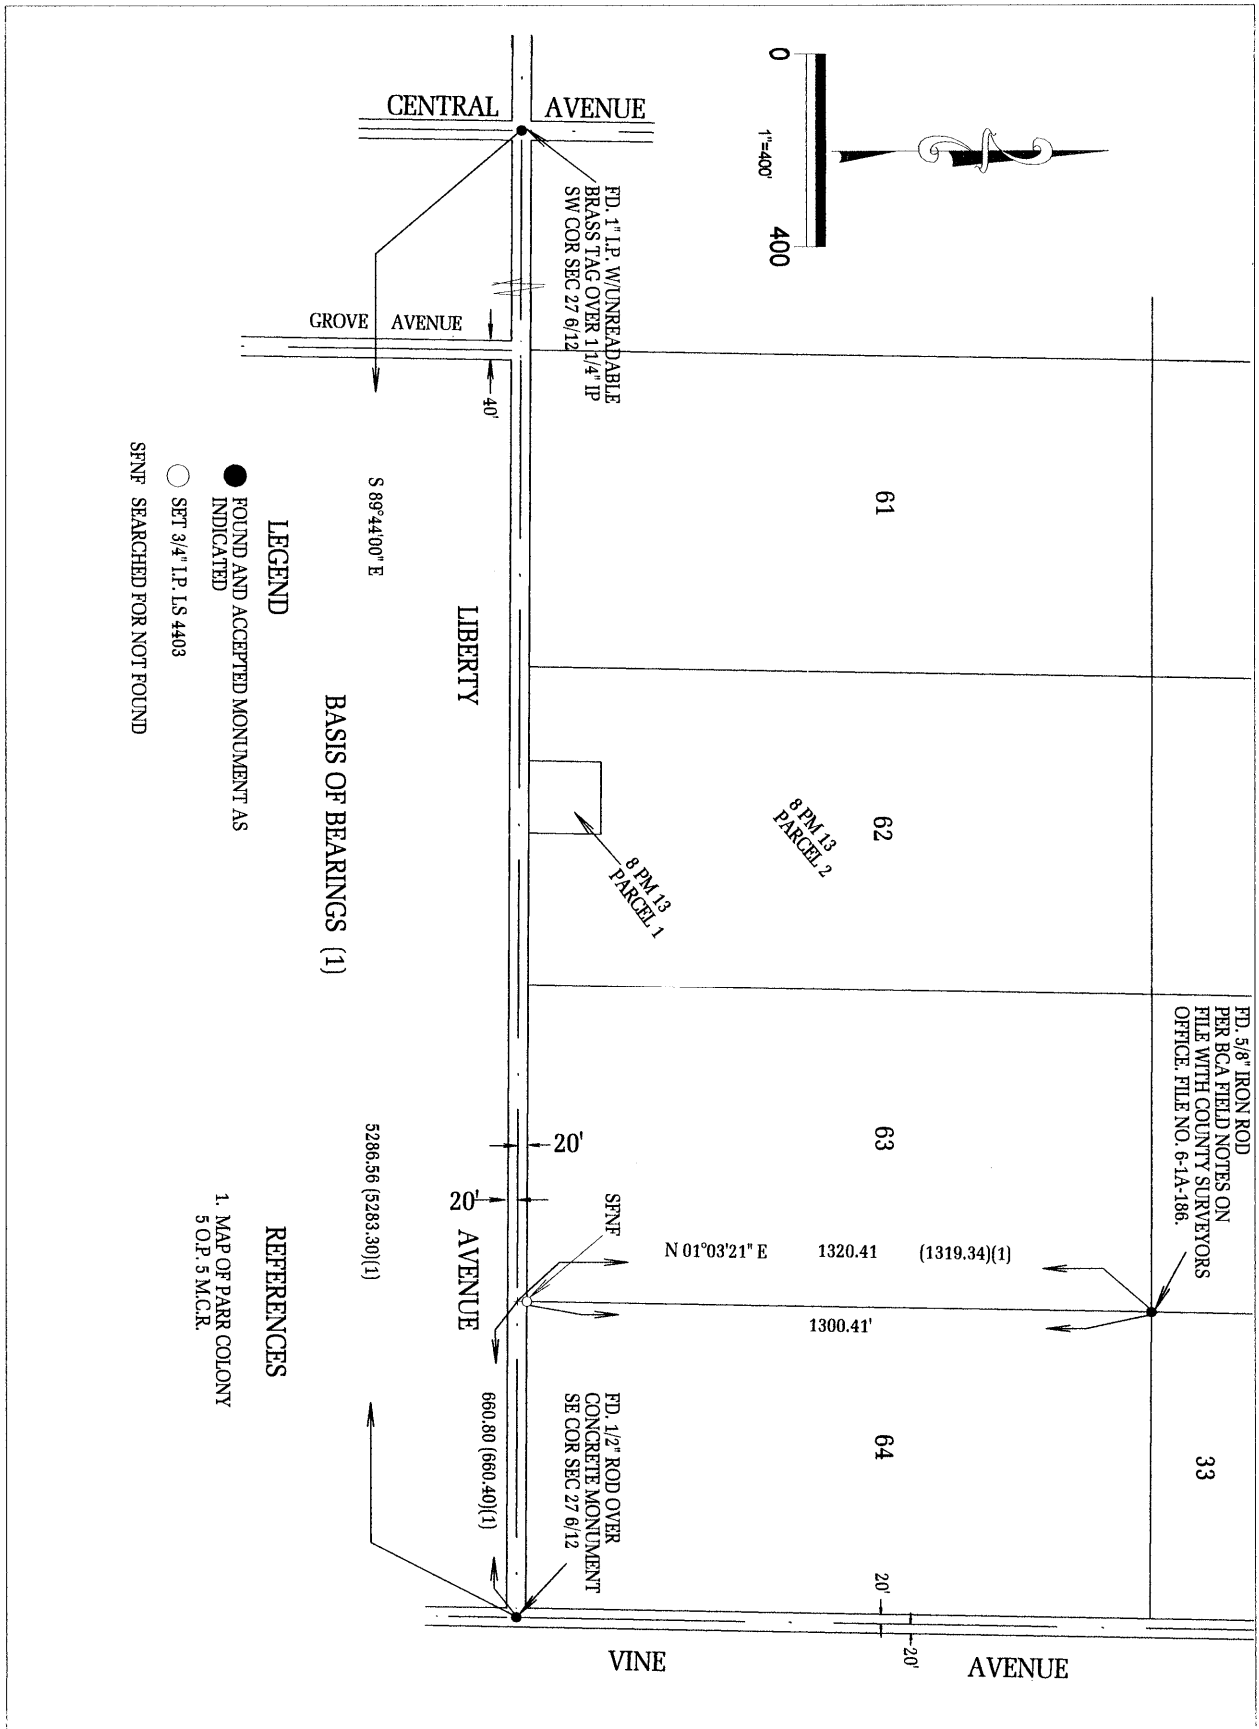 0
400
1"=400'
CENTRAL AVENUE
FD. 1" I.P. W/UNREADABLE
BRASS TAG OVER 1 1/4" IP
SW COR SEC 27 6/12
GROVE AVENUE
40'
61
62
63
64
33
8 PM 13
PARCEL 2
8 PM 13
PARCEL 1
FD. 5/8" IRON ROD
PER BCA FIELD NOTES ON
FILE WITH COUNTY SURVEYORS
OFFICE. FILE NO. 6-1A-186.
N 01°03'21" E 1320.41 (1319.34)(1)
1300.41'
SFNF
20'
20'
LIBERTY AVENUE
660.80 (660.40)(1)
FD. 1/2" ROD OVER
CONCRETE MONUMENT
SE COR SEC 27 6/12
20'
20'
VINE AVENUE
S 89°44'00" E 5286.56 (5283.30)(1)
BASIS OF BEARINGS (1)
LEGEND
FOUND AND ACCEPTED MONUMENT AS
INDICATED
SET 3/4" I.P. LS 4403
SFNF SEARCHED FOR NOT FOUND
REFERENCES
1. MAP OF PARR COLONY
5 O.P. 5 M.C.R.